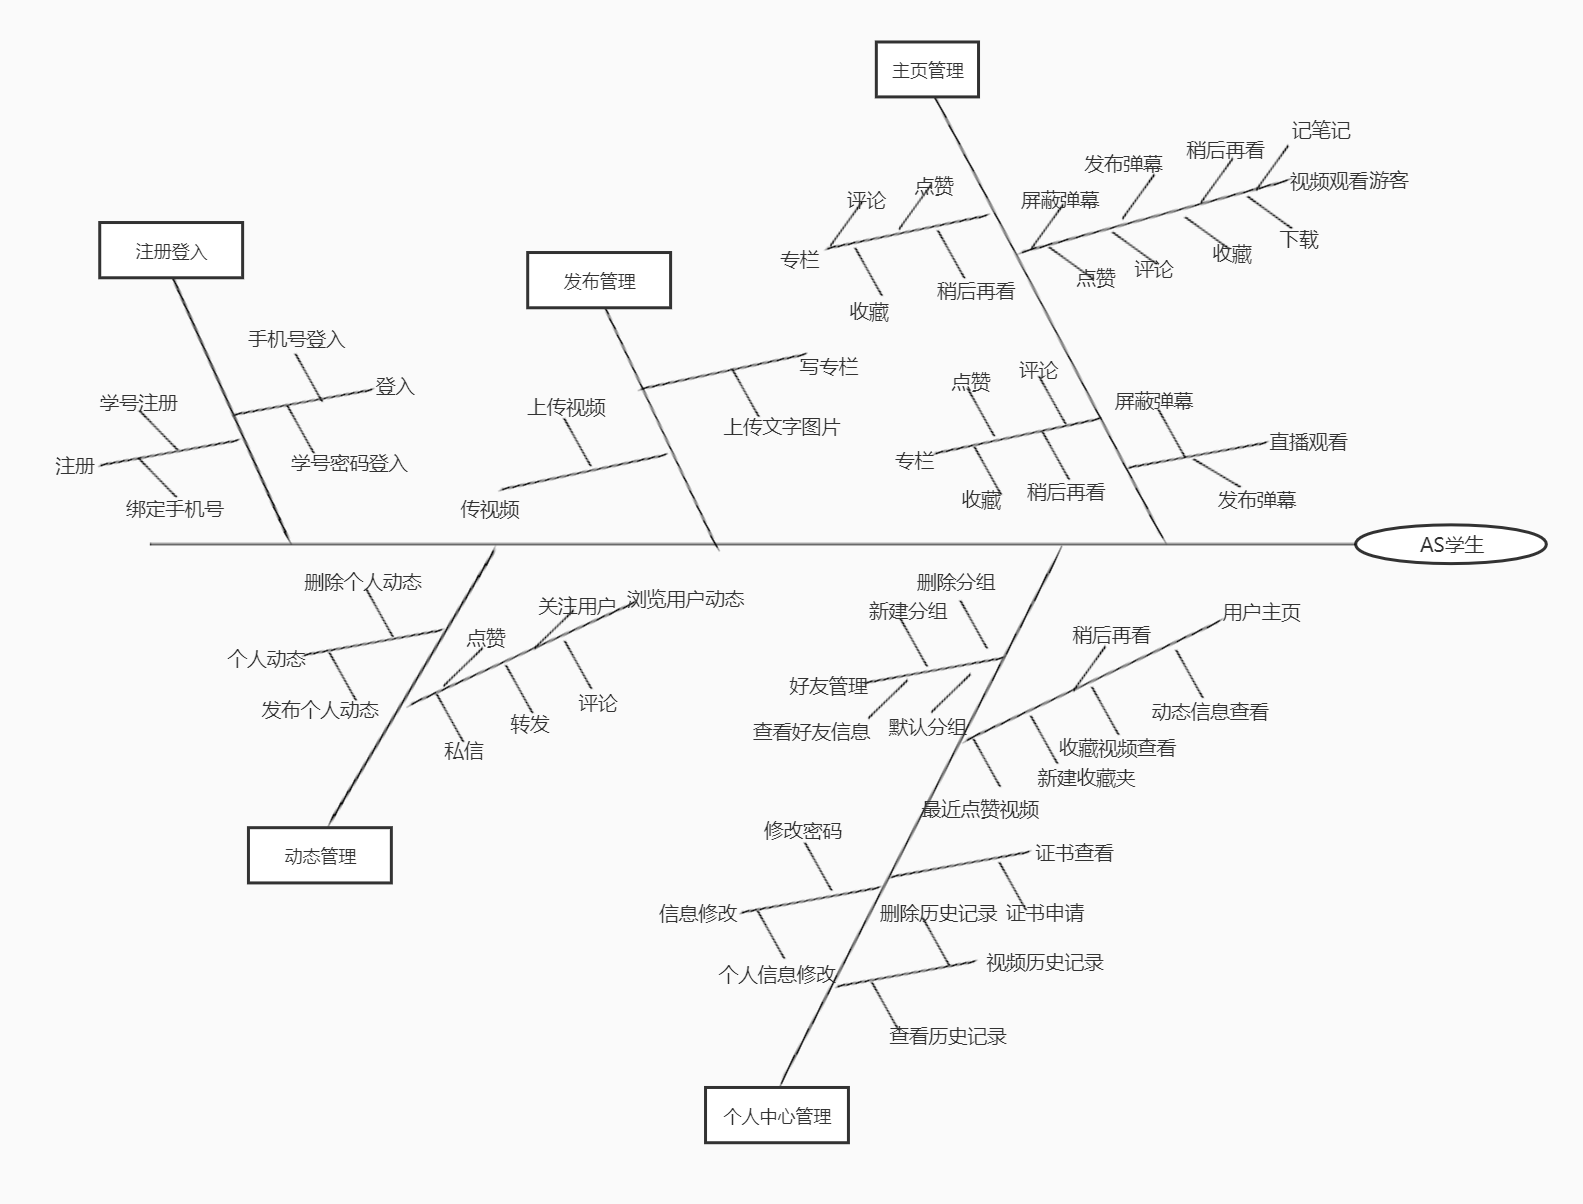 主页管理
记笔记
稍后再看
发布弹幕
视频观看游客
屏蔽弹幕
点赞
评论
下载
收藏
评论
点赞
专栏
收藏
稍后再看
注册登入
发布管理
手机号登入
登入
学号注册
学号密码登入
注册
绑定手机号
写专栏
上传文字图片
上传视频
传视频
点赞
评论
专栏
收藏
稍后再看
屏蔽弹幕
直播观看
发布弹幕
AS学生
删除个人动态
个人动态
发布个人动态
关注用户
浏览用户动态
点赞
私信
转发
评论
动态管理
删除分组
新建分组
好友管理
查看好友信息
默认分组
用户主页
稍后再看
动态信息查看
收藏视频查看
新建收藏夹
最近点赞视频
修改密码
信息修改
个人信息修改
证书查看
证书申请
删除历史记录
视频历史记录
查看历史记录
个人中心管理